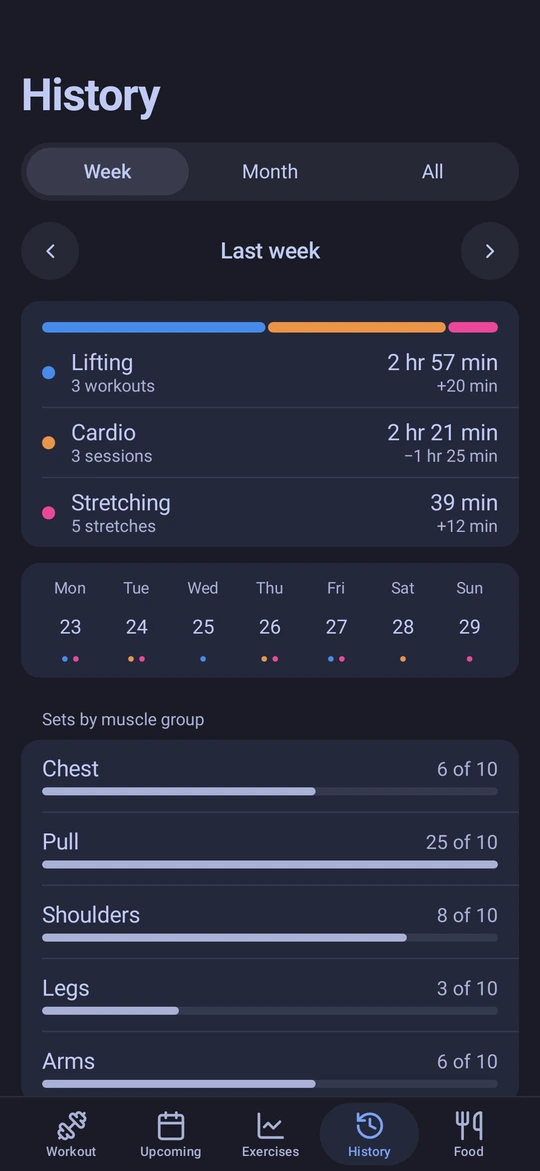 History
Week Month All
Last week
Lifting 2 hr 57 min
3 workouts +20 min
Cardio 2 hr 21 min
3 sessions −1 hr 25 min
Stretching 39 min
5 stretches +12 min
Mon Tue Wed Thu Fri Sat Sun
23 24 25 26 27 28 29
Sets by muscle group
Chest 6 of 10
Pull 25 of 10
Shoulders 8 of 10
Legs 3 of 10
Arms 6 of 10
Workout Upcoming Exercises History Food